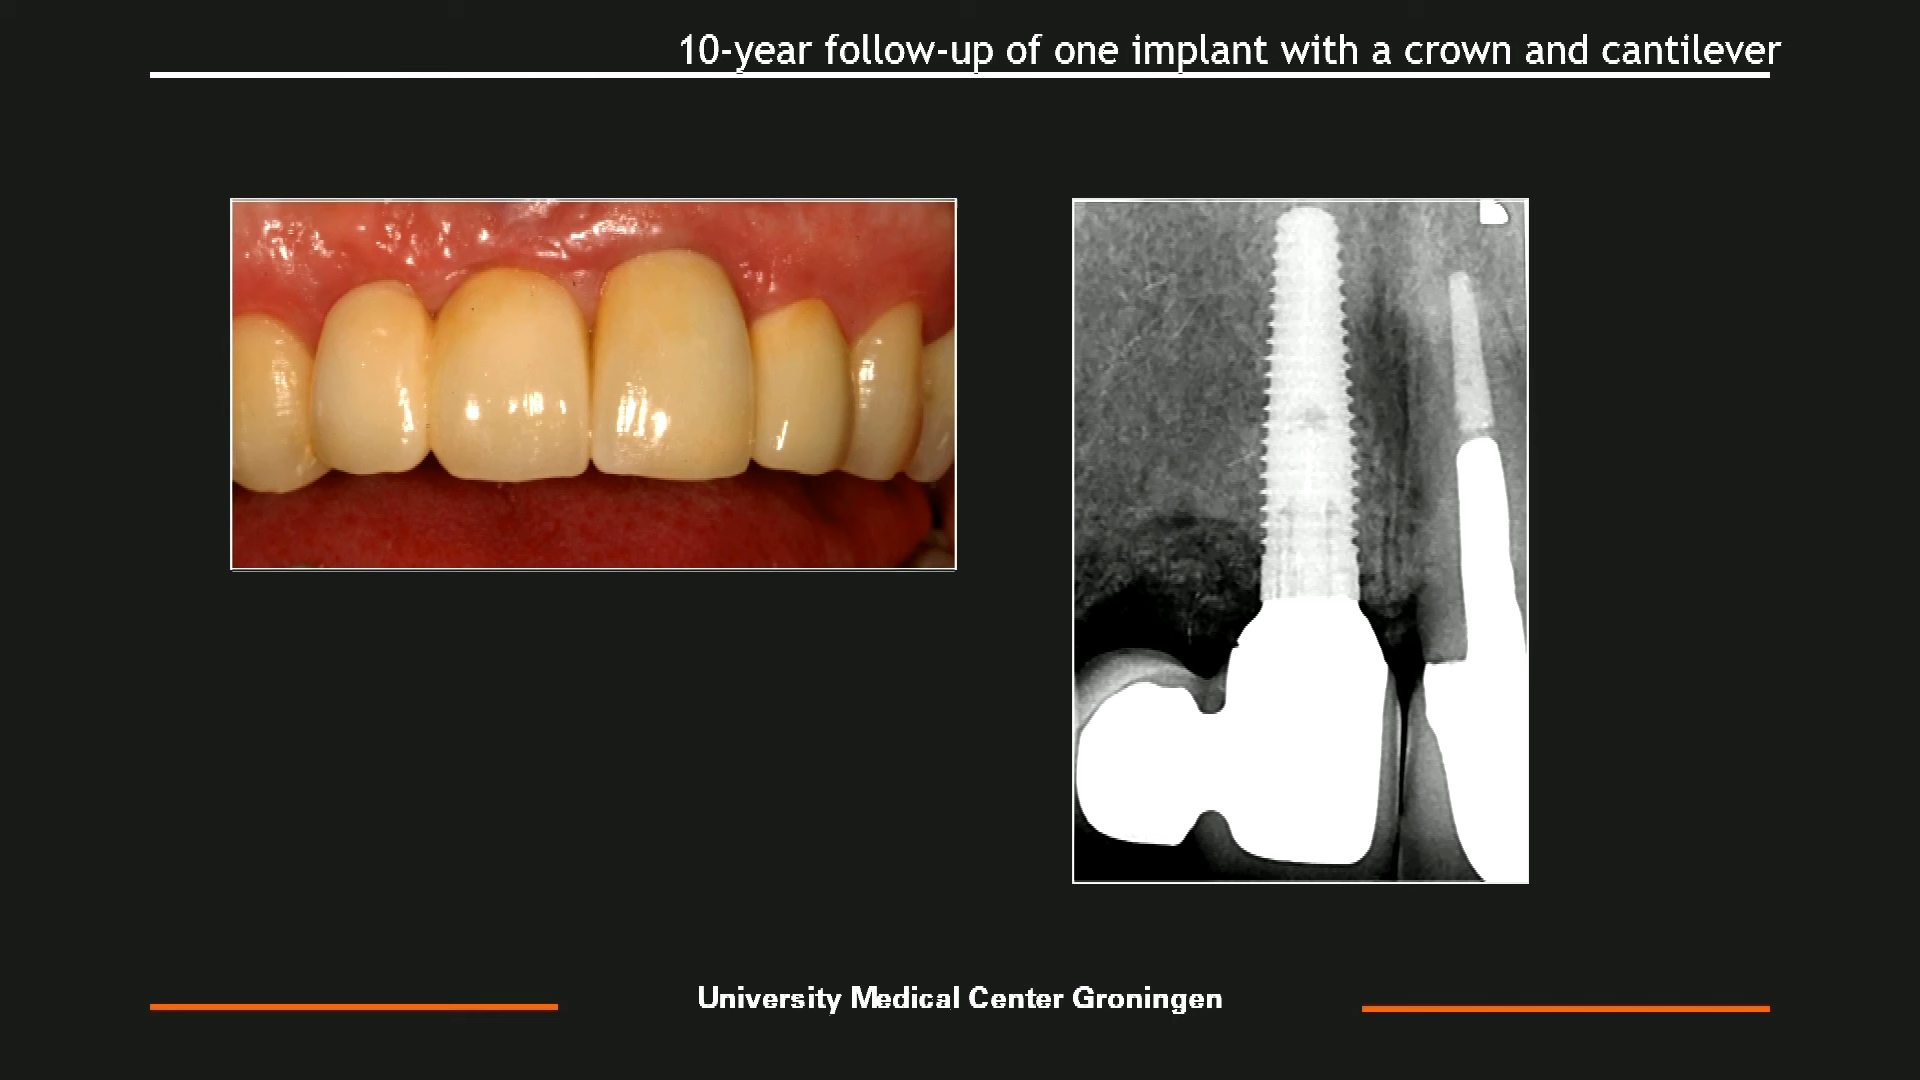 10-year follow-up of one implant with a crown and cantilever
University Medical Center Groningen